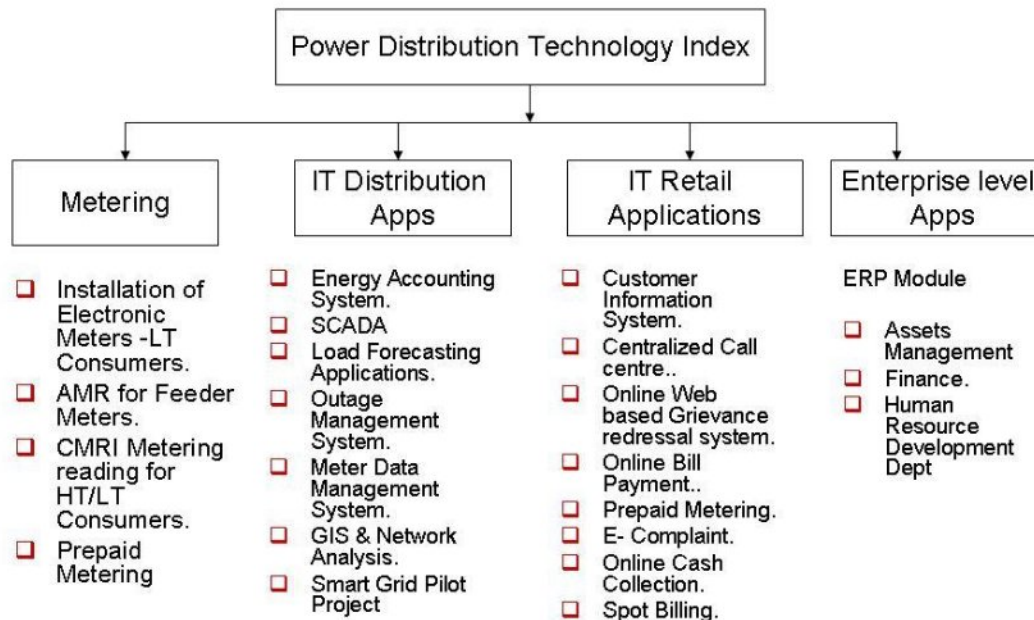 Power Distribution Technology Index
Metering
Installation of
Electronic
Meters -LT
Consumers.
AMR for Feeder
Meters.
CMRI Metering
reading for
HT/LT
Consumers.
Prepaid
Metering
IT Distribution
Apps
Energy Accounting
System.
SCADA
Load Forecasting
Applications.
Outage
Management
System.
Meter Data
Management
System.
GIS & Network
Analysis.
Smart Grid Pilot
Project
IT Retail
Applications
Customer
Information
System.
Centralized Call
centre..
Online Web
based Grievance
redressal system.
Online Bill
Payment..
Prepaid Metering.
E- Complaint.
Online Cash
Collection.
Spot Billing.
Enterprise level
Apps
ERP Module
Assets
Management
Finance.
Human
Resource
Development
Dept